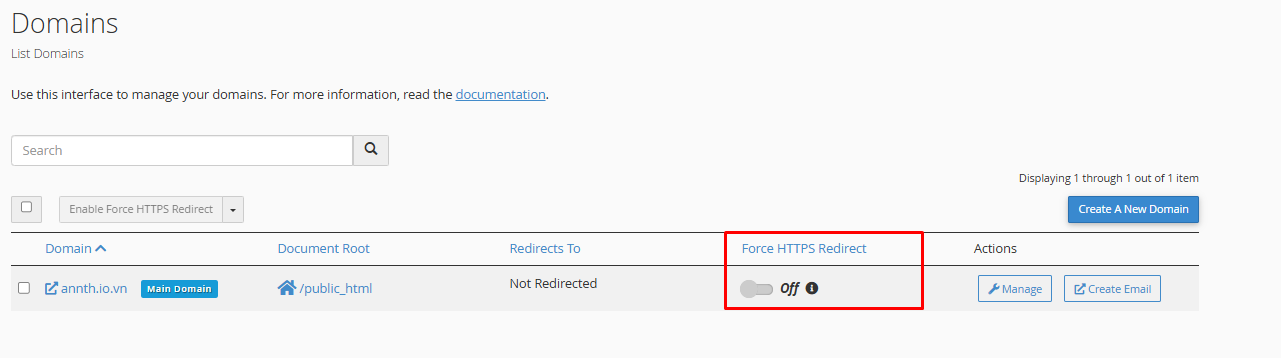 Domains
List Domains
Use this interface to manage your domains. For more information, read the documentation.
Search
Displaying 1 through 1 out of 1 item
Enable Force HTTPS Redirect
Create A New Domain
Domain Document Root Redirects To Force HTTPS Redirect Actions
annth.io.vn Main Domain /public_html Not Redirected Off Manage Create Email